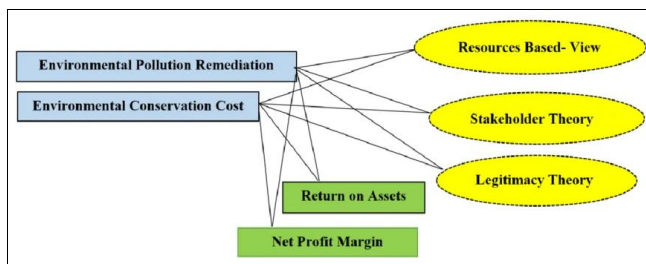 Resources Based- View
Environmental Pollution Remediation
Environmental Conservation Cost
Stakeholder Theory
Legitimacy Theory
Return on Assets
Net Profit Margin